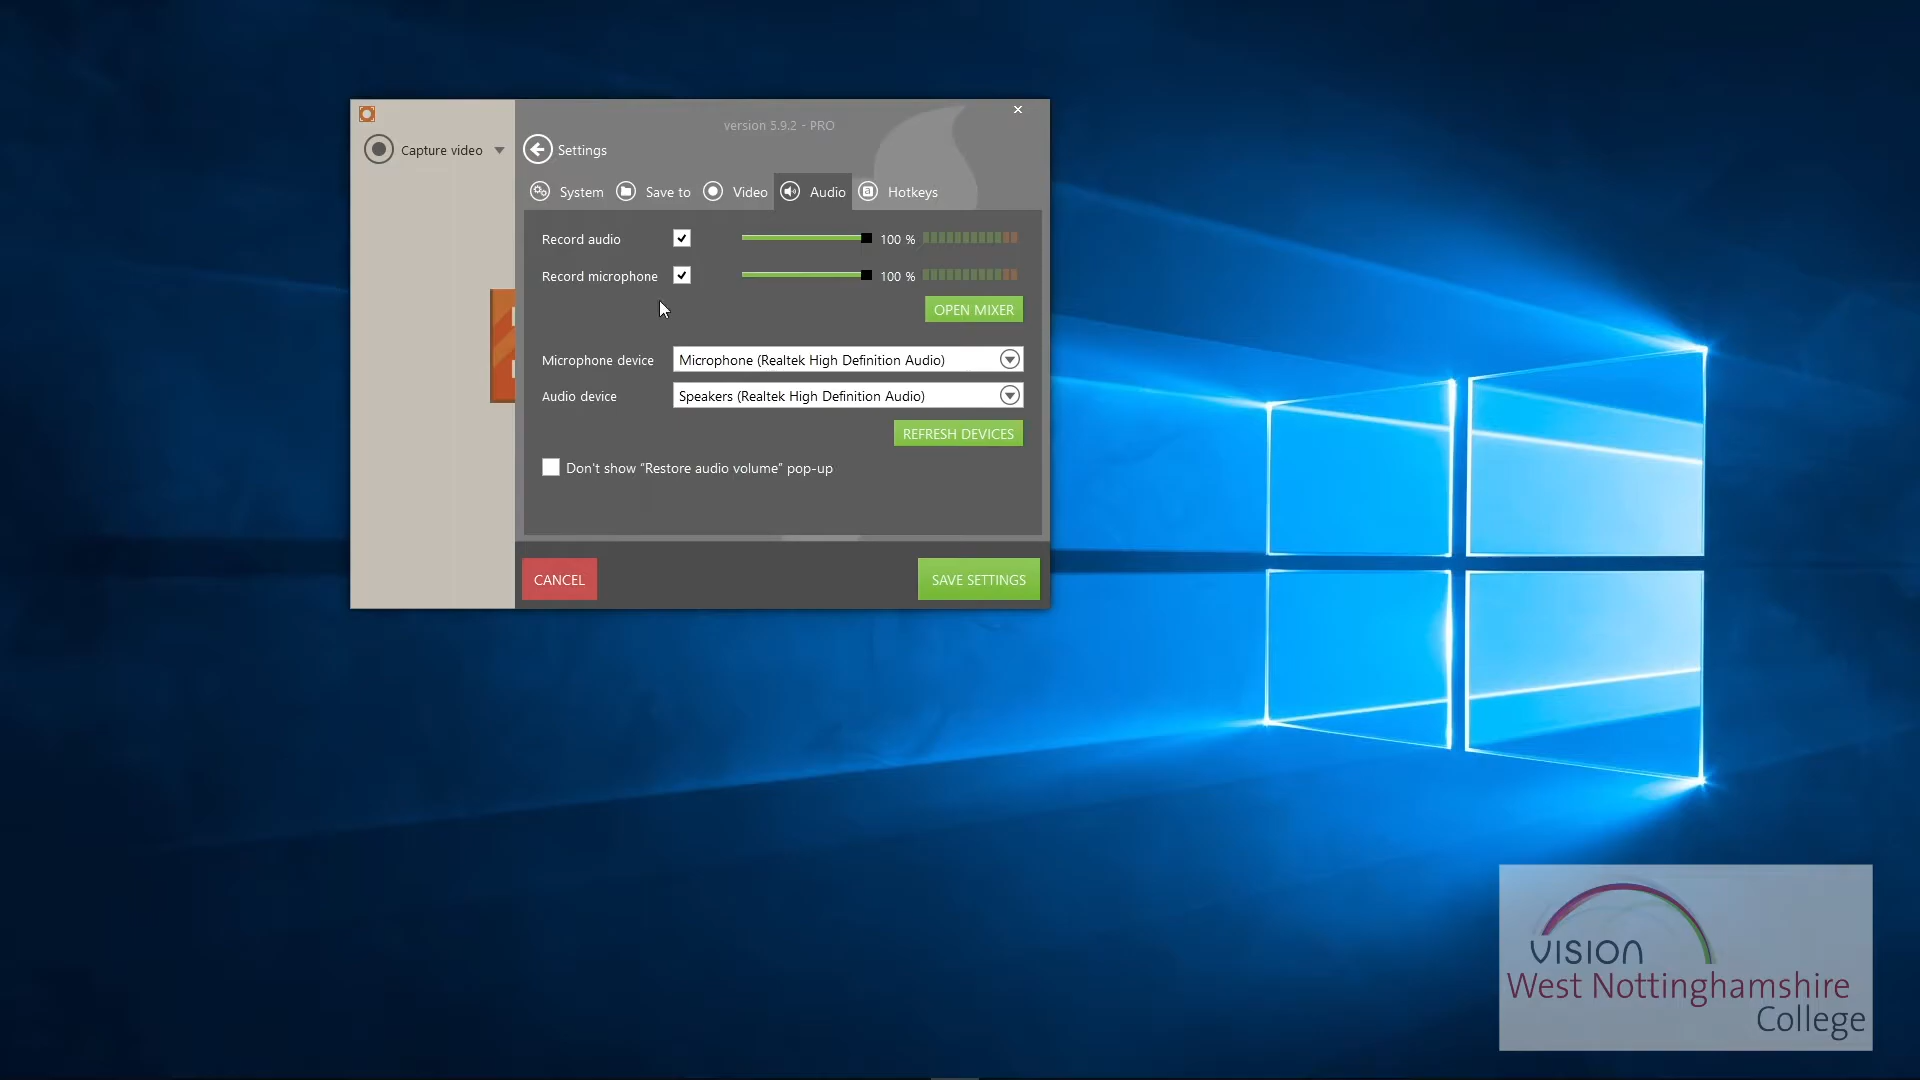 version 5.9.2 - PRO
Capture video
Settings
System
Save to
Video
Audio
Hotkeys
Record audio
100 %
Record microphone
100 %
OPEN MIXER
Microphone device
Microphone (Realtek High Definition Audio)
Audio device
Speakers (Realtek High Definition Audio)
REFRESH DEVICES
Don't show "Restore audio volume" pop-up
CANCEL
SAVE SETTINGS
vision
West Nottinghamshire
College